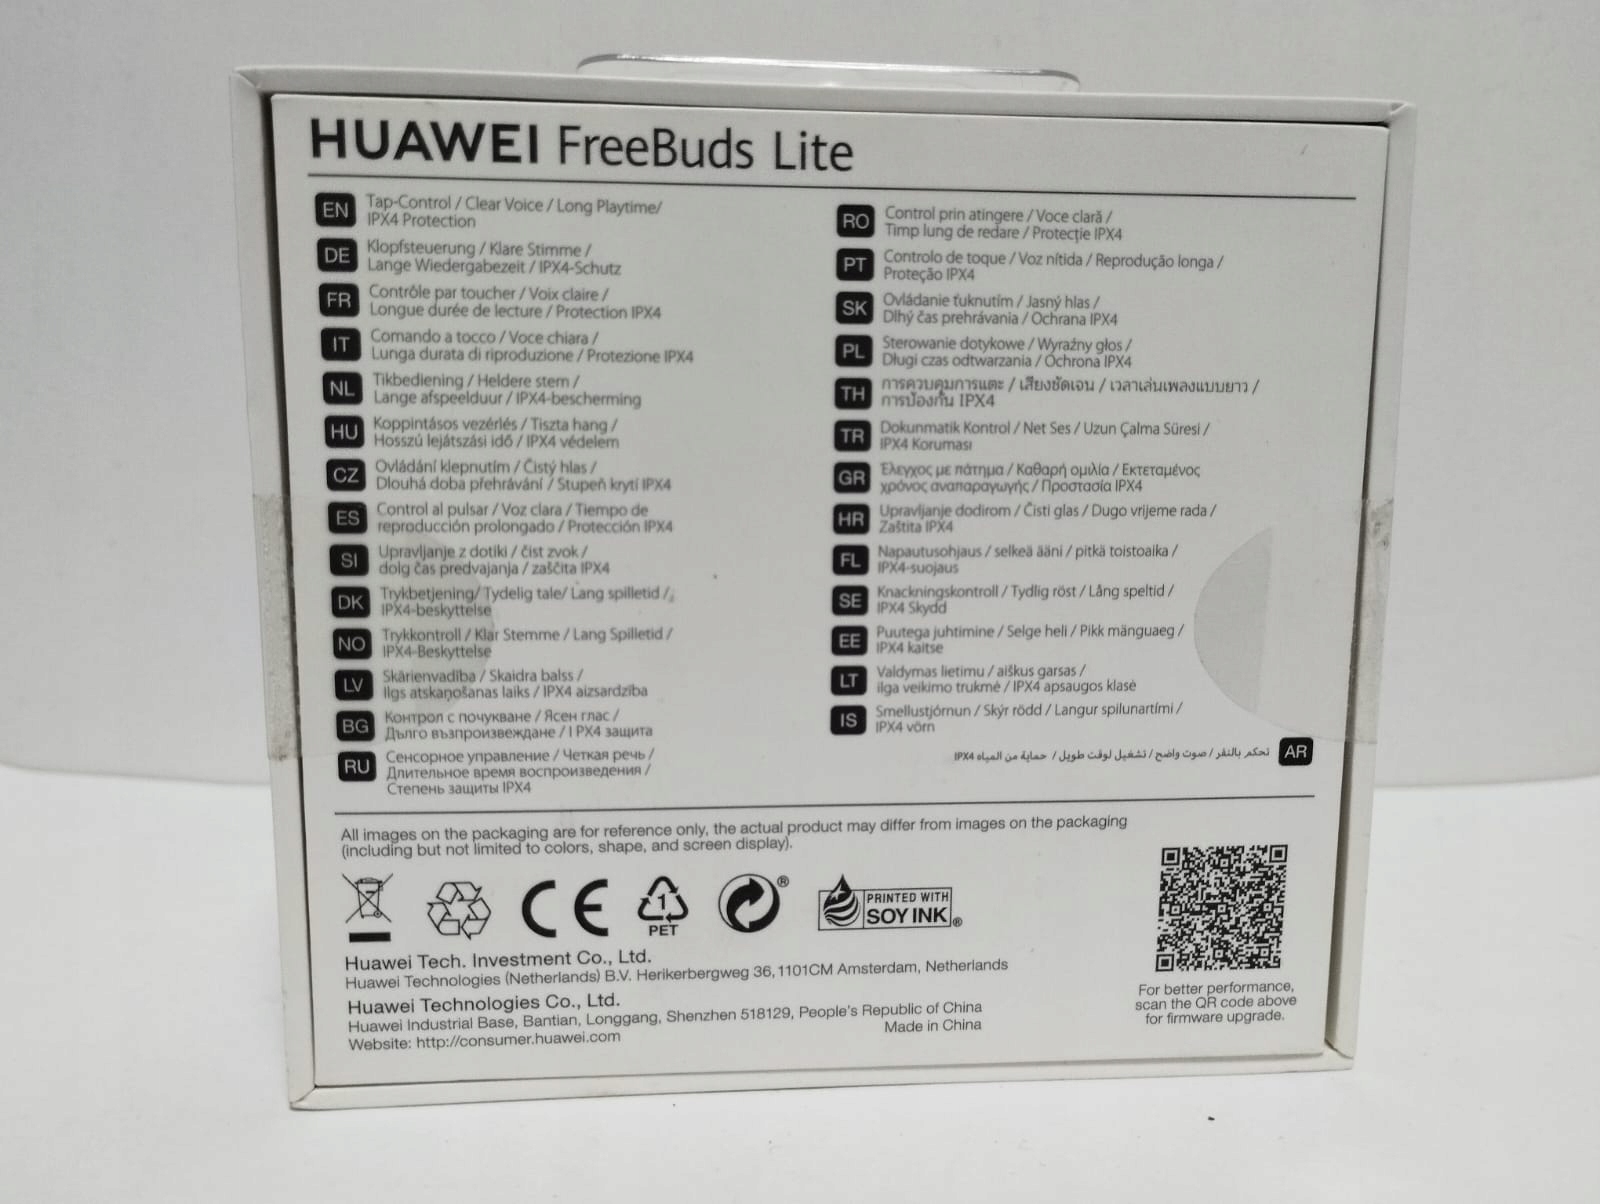 HUAWEI FreeBuds Lite
EN
Tap-Control / Clear Voice / Long Playtime/
IPX4 Protection
DE
Klopfsteuerung / Klare Stimme /
Lange Wiedergabezeit / IPX4-Schutz
FR
Contrôle par toucher / Voix claire /
Longue durée de lecture / Protection IPX4
IT
Comando a tocco / Voce chiara /
Lunga durata di riproduzione / Protezione IPX4
NL
Tikbediening / Heldere stem /
Lange afspeelduur / IPX4-bescherming
HU
Koppintásos vezérlés / Tiszta hang /
Hosszú lejátszási idő / IPX4 védelem
CZ
Ovládání klepnutím / Čistý hlas /
Dlouhá doba přehrávání / Stupeň krytí IPX4
ES
Control al pulsar / Voz clara / Tiempo de
reproducción prolongado / Protección IPX4
SI
Upravljanje z dotiki / čist zvok /
dolg čas predvajanja / zaščita IPX4
DK
Trykbetjening/ Tydelig tale/ Lang spilletid /
IPX4-beskyttelse
NO
Trykkontroll / Klar Stemme / Lang Spilletid /
IPX4-Beskyttelse
LV
Skārienvadība / Skaidra balss /
Ilgs atskaņošanas laiks / IPX4 aizsardzība
BG
Контрол с почукване / Ясен глас /
Дълго възпроизвеждане / I PX4 защита
RU
Сенсорное управление / Четкая речь /
Длительное время воспроизведения /
Степень защиты IPX4
RO
Control prin atingere / Voce clară /
Timp lung de redare / Protecție IPX4
PT
Controlo de toque / Voz nítida / Reprodução longa /
Proteção IPX4
SK
Ovládanie ťuknutím / Jasný hlas /
Dlhý čas prehrávania / Ochrana IPX4
PL
Sterowanie dotykowe / Wyraźny głos /
Długi czas odtwarzania / Ochrona IPX4
TH
การควบคุมการแตะ / เสียงชัดเจน / เวลาเล่นเพลงแบบยาว /
การป้องกัน IPX4
TR
Dokunmatik Kontrol / Net Ses / Uzun Çalma Süresi /
IPX4 Koruması
GR
Έλεγχος με πάτημα / Καθαρή ομιλία / Εκτεταμένος
χρόνος αναπαραγωγής / Προστασία IPX4
HR
Upravljanje dodirom / Čisti glas / Dugo vrijeme rada /
Zaštita IPX4
FL
Napautusohjaus / selkeä ääni / pitkä toistoaika /
IPX4-suojaus
SE
Knackningskontroll / Tydlig röst / Lång speltid /
IPX4 Skydd
EE
Puutega juhtimine / Selge heli / Pikk mänguaeg /
IPX4 kaitse
LT
Valdymas lietimu / aiškus garsas /
ilga veikimo trukmė / IPX4 apsaugos klasė
IS
Smellustjórnun / Skýr rödd / Langur spilunartími /
IPX4 vörn
AR
تحكم بالنقر / صوت واضح / تشغيل لوقت طويل / حماية من المياه IPX4
All images on the packaging are for reference only, the actual product may differ from images on the packaging
(including but not limited to colors, shape, and screen display).
CE
1
PET
®
PRINTED WITH
SOY INK®
Huawei Tech. Investment Co., Ltd.
Huawei Technologies (Netherlands) B.V. Herikerbergweg 36, 1101CM Amsterdam, Netherlands
Huawei Technologies Co., Ltd.
Huawei Industrial Base, Bantian, Longgang, Shenzhen 518129, People's Republic of China
Made in China
Website: http://consumer.huawei.com
For better performance,
scan the QR code above
for firmware upgrade.